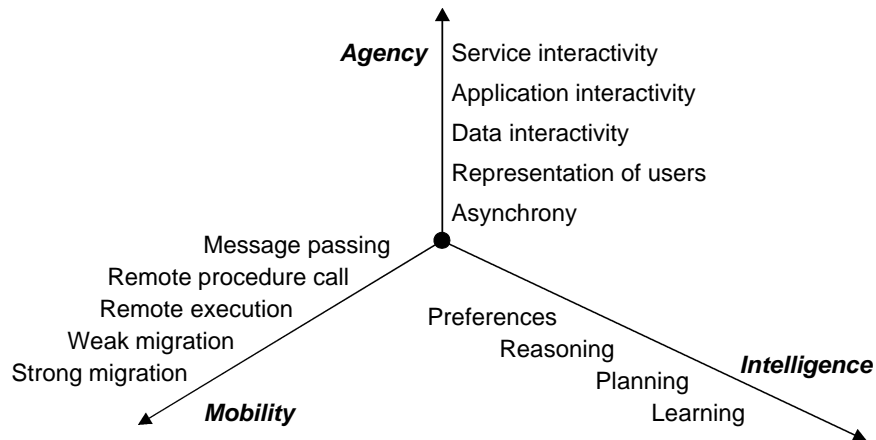 Agency
Service interactivity
Application interactivity
Data interactivity
Representation of users
Asynchrony
Message passing
Remote procedure call
Remote execution
Weak migration
Strong migration
Mobility
Preferences
Reasoning
Planning
Learning
Intelligence